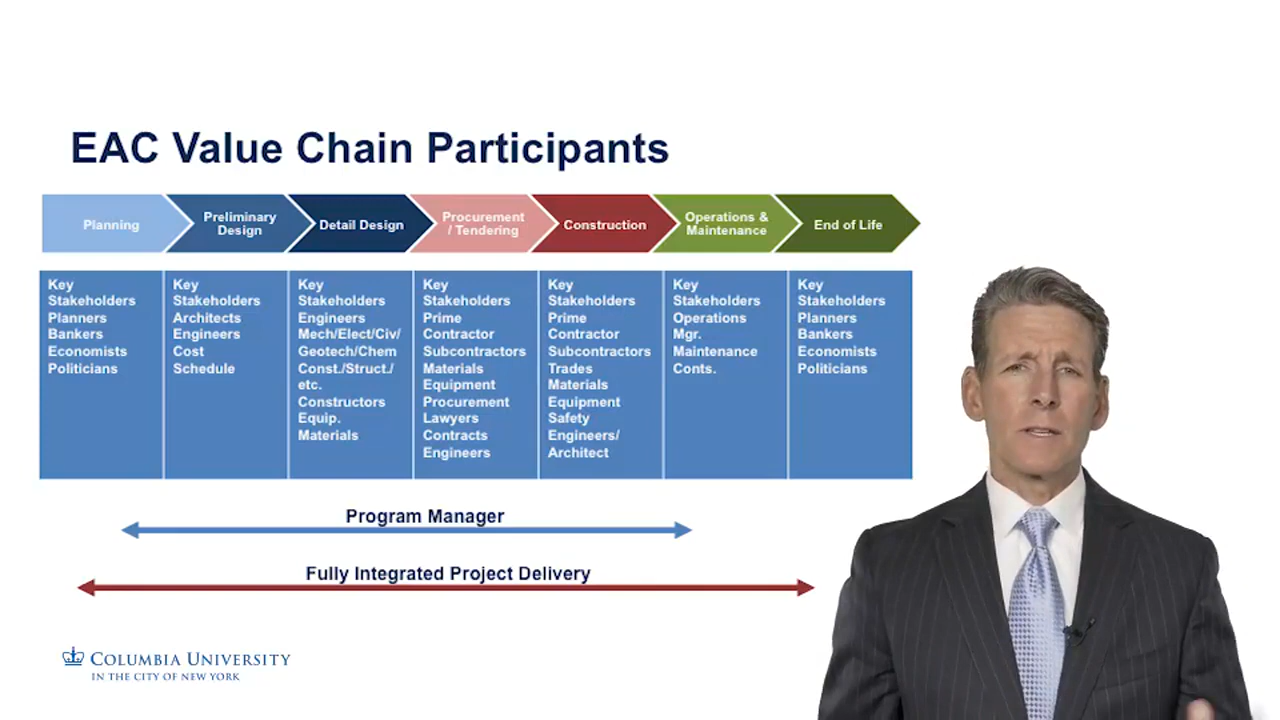 EAC Value Chain Participants
Planning
Preliminary
Design
Detail Design
Procurement
/ Tendering
Construction
Operations &
Maintenance
End of Life
Key
Stakeholders
Planners
Bankers
Economists
Politicians
Key
Stakeholders
Architects
Engineers
Cost
Schedule
Key
Stakeholders
Engineers
Mech/Elect/Civ/
Geotech/Chem
Const./Struct./
etc.
Constructors
Equip.
Materials
Key
Stakeholders
Prime
Contractor
Subcontractors
Materials
Equipment
Procurement
Lawyers
Contracts
Engineers
Key
Stakeholders
Prime
Contractor
Subcontractors
Trades
Materials
Equipment
Safety
Engineers/
Architect
Key
Stakeholders
Operations
Mgr.
Maintenance
Conts.
Key
Stakeholders
Planners
Bankers
Economists
Politicians
Program Manager
Fully Integrated Project Delivery
COLUMBIA UNIVERSITY
IN THE CITY OF NEW YORK